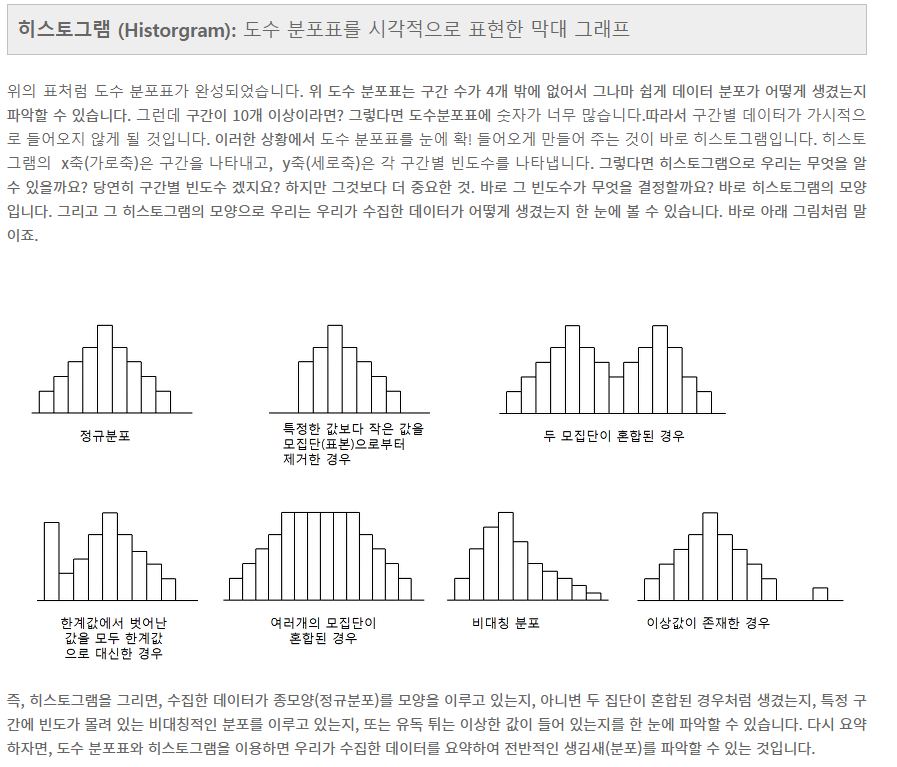 히스토그램 (Historgram): 도수 분포표를 시각적으로 표현한 막대 그래프
위의 표처럼 도수 분포표가 완성되었습니다. 위 도수 분포표는 구간 수가 4개 밖에 없어서 그나마 쉽게 데이터 분포가 어떻게 생겼는지
파악할 수 있습니다. 그런데 구간이 10개 이상이라면? 그렇다면 도수분포표에 숫자가 너무 많습니다.따라서 구간별 데이터가 가시적으
로 들어오지 않게 될 것입니다. 이러한 상황에서 도수 분포표를 눈에 확! 들어오게 만들어 주는 것이 바로 히스토그램입니다. 히스토
그램의 x축(가로축)은 구간을 나타내고, y축(세로축)은 각 구간별 빈도수를 나타냅니다. 그렇다면 히스토그램으로 우리는 무엇을 알
수 있을까요? 당연히 구간별 빈도수 겠지요? 하지만 그것보다 더 중요한 것. 바로 그 빈도수가 무엇을 결정할까요? 바로 히스토그램의 모양
입니다. 그리고 그 히스토그램의 모양으로 우리는 우리가 수집한 데이터가 어떻게 생겼는지 한 눈에 볼 수 있습니다. 바로 아래 그림처럼 말
이죠.
정규분포
특정한 값보다 작은 값을
모집단(표본)으로부터
제거한 경우
두 모집단이 혼합된 경우
한계값에서 벗어난
값을 모두 한계값
으로 대신한 경우
여러개의 모집단이
혼합된 경우
비대칭 분포
이상값이 존재한 경우
즉, 히스토그램을 그리면, 수집한 데이터가 종모양(정규분포)를 모양을 이루고 있는지, 아니변 두 집단이 혼합된 경우처럼 생겼는지, 특정 구
간에 빈도가 몰려 있는 비대칭적인 분포를 이루고 있는지, 또는 유독 튀는 이상한 값이 들어 있는지를 한 눈에 파악할 수 있습니다. 다시 요약
하자면, 도수 분포표와 히스토그램을 이용하면 우리가 수집한 데이터를 요약하여 전반적인 생김새(분포)를 파악할 수 있는 것입니다.